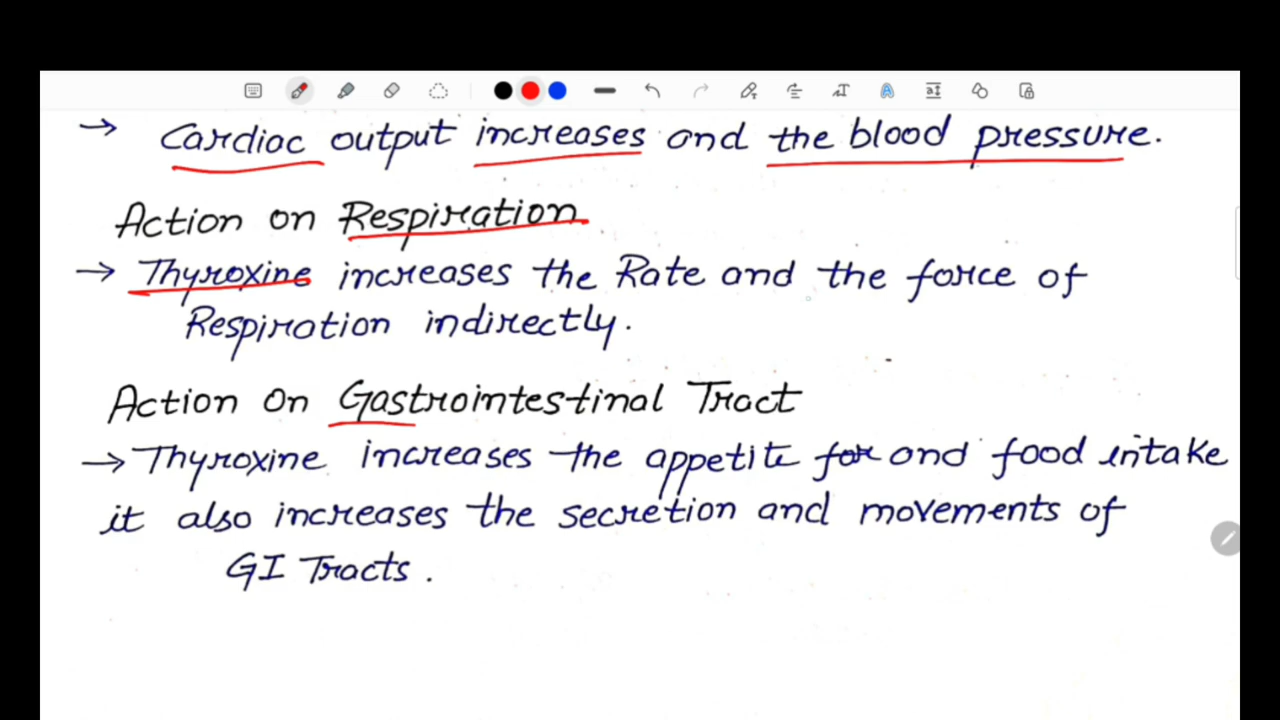 → Cardiac output increases and the blood pressure.
Action on Respiration
→ Thyroxine increases the Rate and the force of
Respiration indirectly.
Action On Gastrointestinal Tract
→ Thyroxine increases the appetite for and food intake
it also increases the secretion and movements of
GI Tracts.